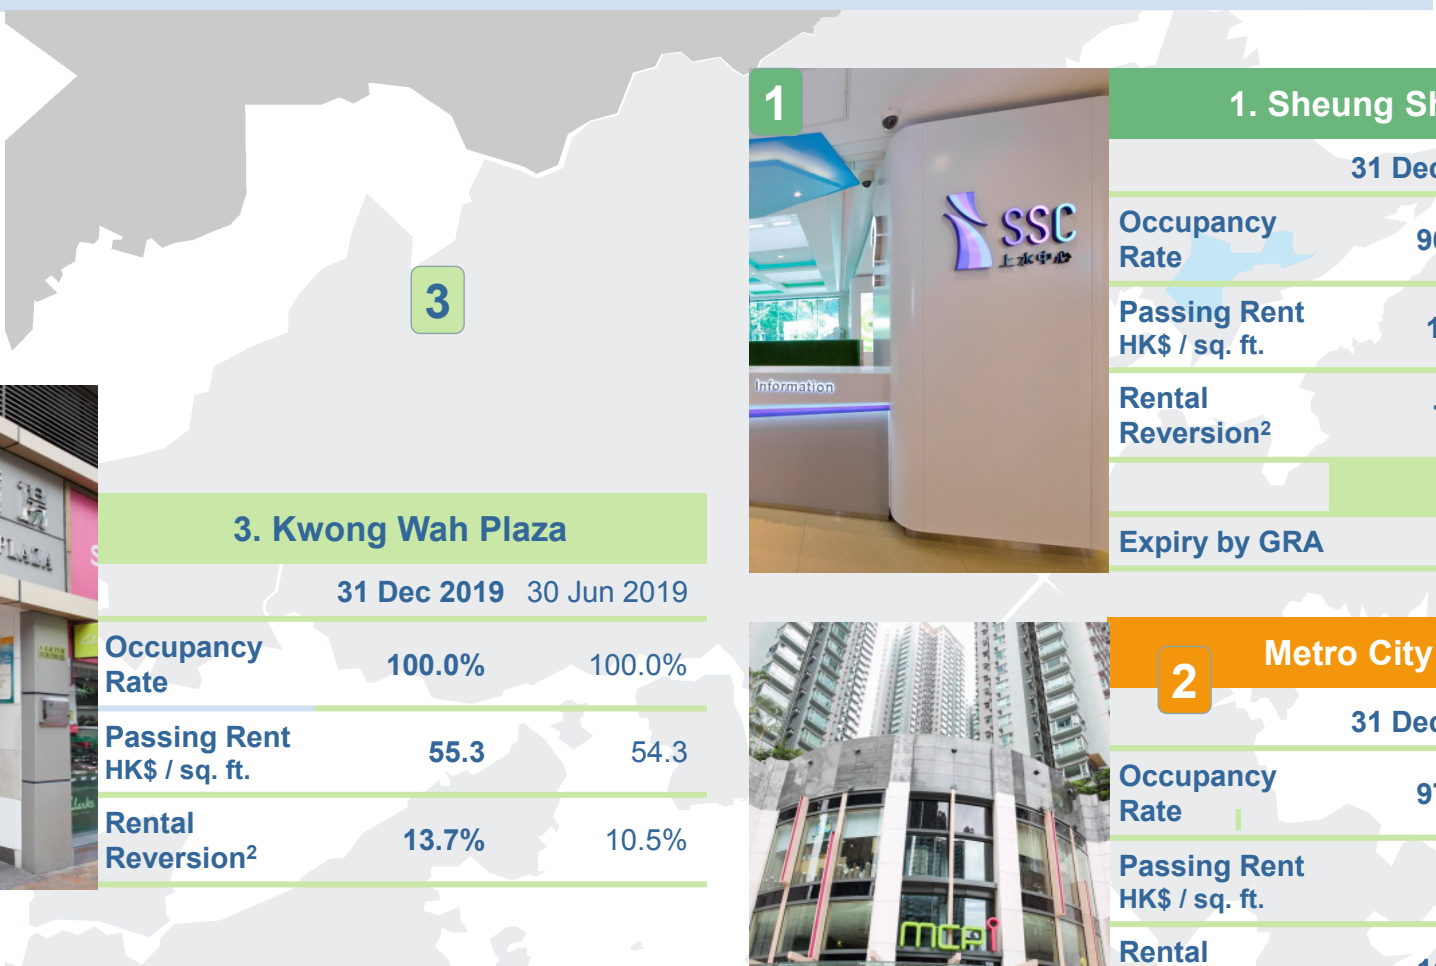 1
1. Sheung
31 Dec
SSC
上水中心
Occupancy
Rate
Passing Rent
HK$ / sq. ft.
Information
Rental
Reversion²
Expiry by GRA
3
PLAZA
3. Kwong Wah Plaza
31 Dec 2019 30 Jun 2019
Occupancy
Rate
100.0% 100.0%
Passing Rent
HK$ / sq. ft.
55.3 54.3
Rental
Reversion²
13.7% 10.5%
Clarks
2
Metro City
31 Dec
Occupancy
Rate
Passing Rent
HK$ / sq. ft.
Rental
mcpi